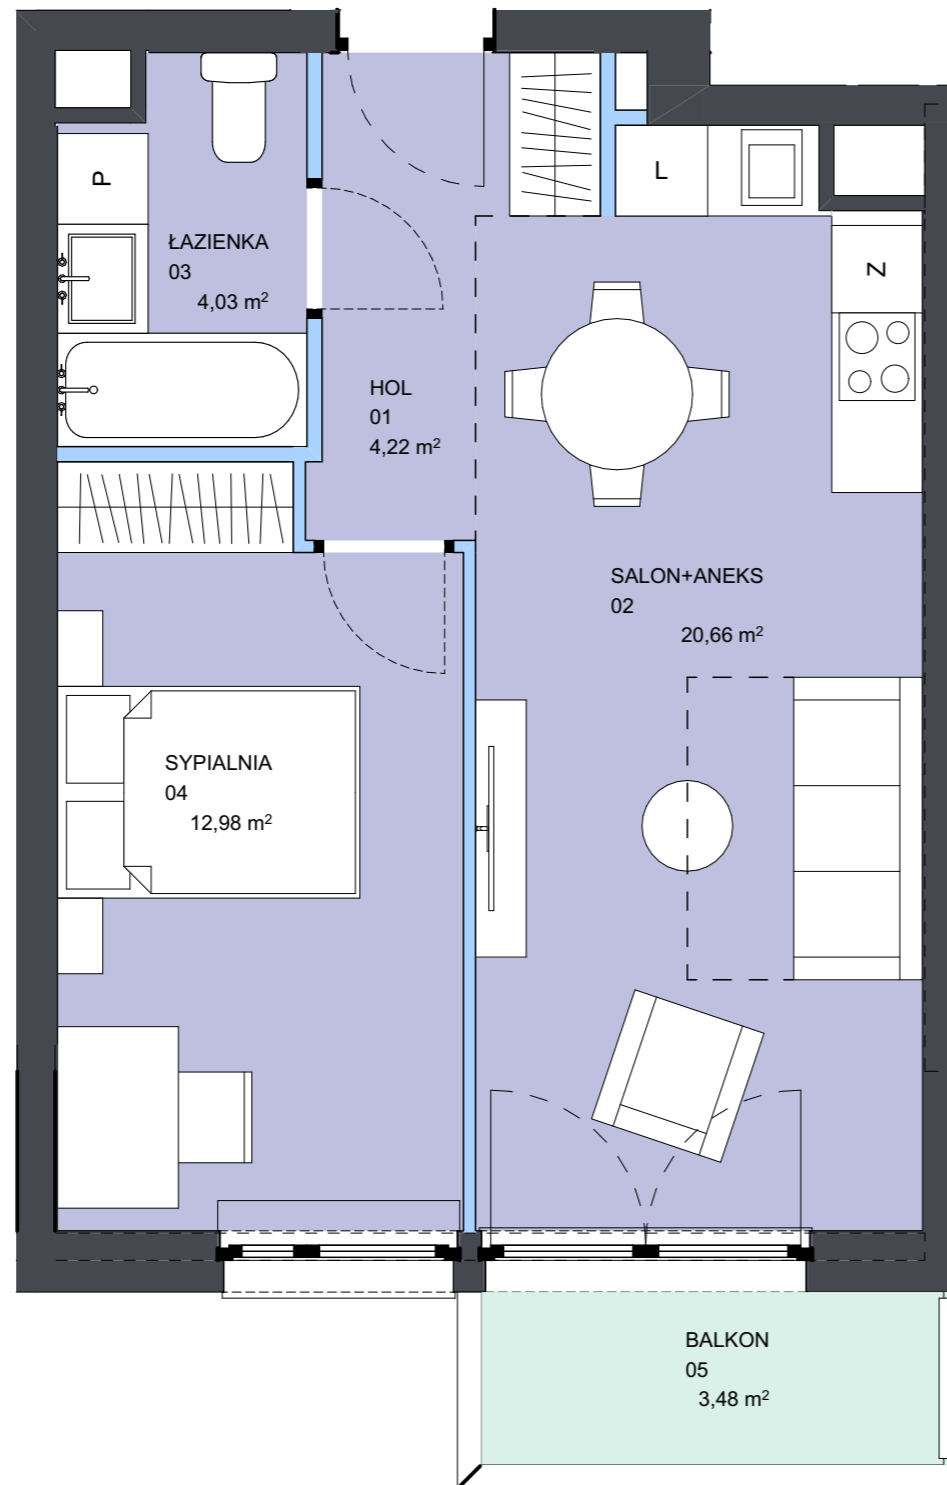 P
L
ŁAZIENKA
03
4,03 m²
Z
HOL
01
4,22 m²
SALON+ANEKS
02
20,66 m²
SYPIALNIA
04
12,98 m²
BALKON
05
3,48 m²